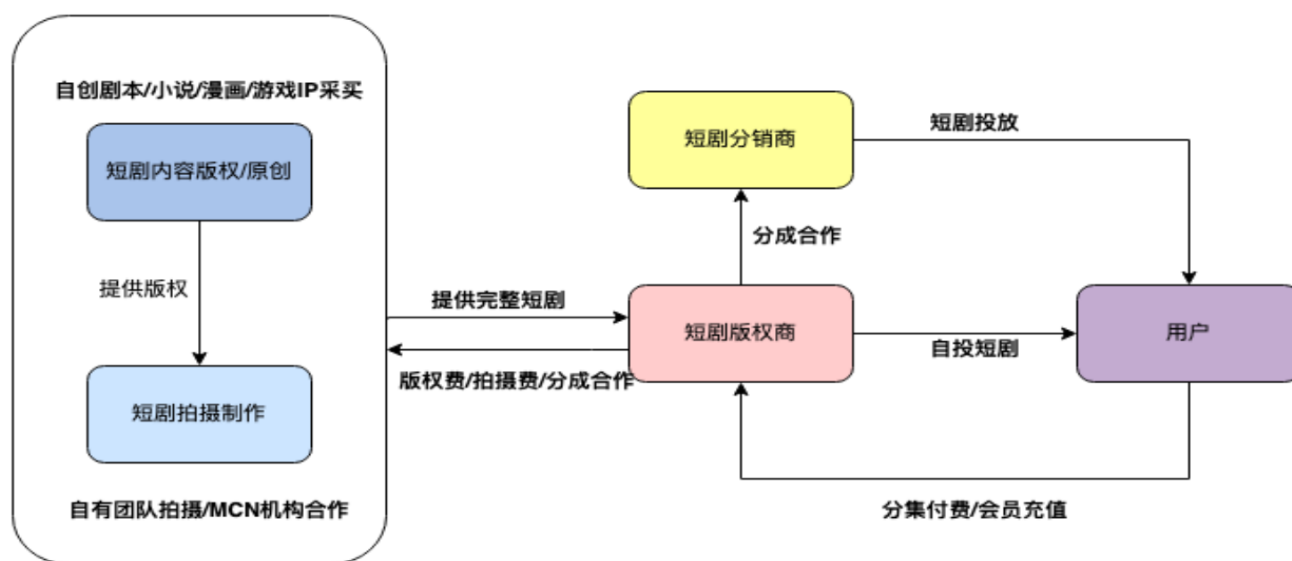 自创剧本/小说/漫画/游戏IP采买
短剧内容版权/原创
提供版权
短剧拍摄制作
自有团队拍摄/MCN机构合作
提供完整短剧
版权费/拍摄费/分成合作
短剧分销商
分成合作
短剧版权商
短剧投放
自投短剧
用户
分集付费/会员充值